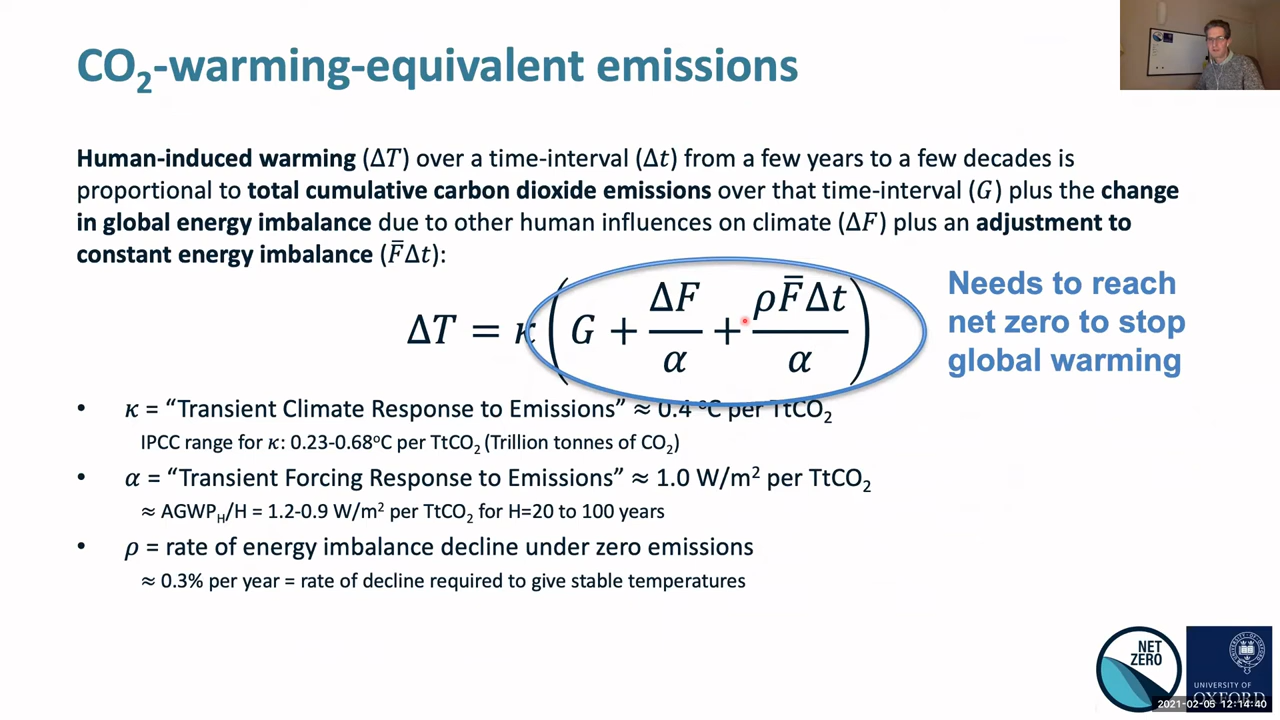 CO₂-warming-equivalent emissions
Human-induced warming (ΔT) over a time-interval (Δt) from a few years to a few decades is
proportional to total cumulative carbon dioxide emissions over that time-interval (G) plus the change
in global energy imbalance due to other human influences on climate (ΔF) plus an adjustment to
constant energy imbalance (F̄Δt):
ΔT = κ(G + ΔF/α + ρF̄Δt/α)
Needs to reach
net zero to stop
global warming
• κ = “Transient Climate Response to Emissions” ≈ 0.4 °C per TtCO₂
IPCC range for κ: 0.23-0.68°C per TtCO₂ (Trillion tonnes of CO₂)
• α = “Transient Forcing Response to Emissions” ≈ 1.0 W/m² per TtCO₂
≈ AGWP_H/H = 1.2-0.9 W/m² per TtCO₂ for H=20 to 100 years
• ρ = rate of energy imbalance decline under zero emissions
≈ 0.3% per year = rate of decline required to give stable temperatures
NET
ZERO
UNIVERSITY OF
OXFORD
2021-02-05 12:14:40